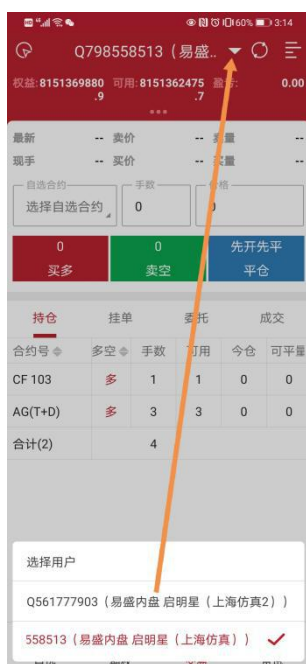 60% 3:14
Q798558513（易盛.. 
权益:8151369880.9 可用:8151362475.7 0.00
最新 -- 卖价 -- 量 --
现手 -- 买价 -- 量 --
自选合约 手数
选择自选合约 0
0 0 先开先平
买多 卖空 平仓
持仓 挂单 委托 成交
合约号 多空 手数 可用 今仓 可平量
CF 103 多 1 1 0 0
AG(T+D) 多 3 3 0 0
合计(2) 4
选择用户
Q561777903（易盛内盘 启明星（上海仿真2））
558513（易盛内盘 启明星（上海仿真））